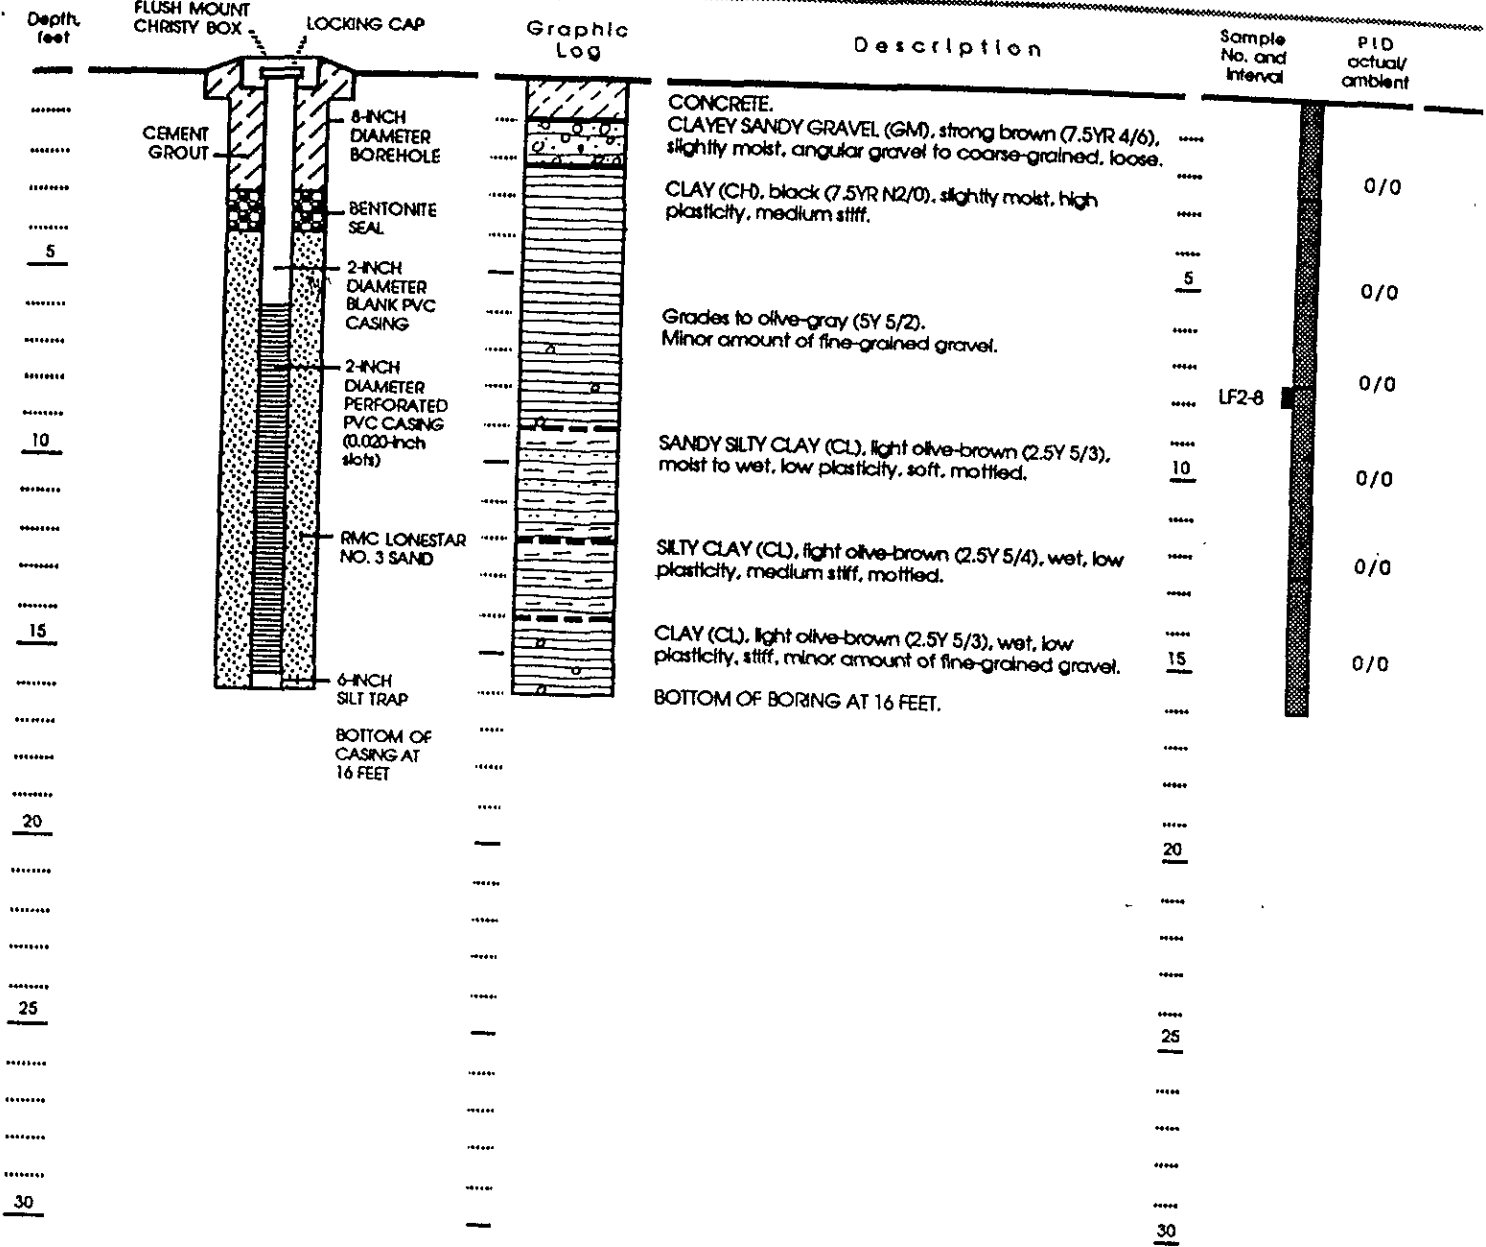 Depth,
feet
FLUSH MOUNT
CHRISTY BOX
LOCKING CAP
Graphic
Log
Description
Sample
No. and
Interval
PID
actual/
ambient
CEMENT
GROUT
8-INCH
DIAMETER
BOREHOLE
BENTONITE
SEAL
2-INCH
DIAMETER
BLANK PVC
CASING
2-INCH
DIAMETER
PERFORATED
PVC CASING
(0.020-inch
slots)
RMC LONESTAR
NO. 3 SAND
6-INCH
SILT TRAP
BOTTOM OF
CASING AT
16 FEET
5
10
15
20
25
30
CONCRETE.
CLAYEY SANDY GRAVEL (GM), strong brown (7.5YR 4/6),
slightly moist, angular gravel to coarse-grained, loose.
CLAY (CH), black (7.5YR N2/0), slightly moist, high
plasticity, medium stiff.
Grades to olive-gray (5Y 5/2).
Minor amount of fine-grained gravel.
SANDY SILTY CLAY (CL), light olive-brown (2.5Y 5/3),
moist to wet, low plasticity, soft, mottled.
SILTY CLAY (CL), light olive-brown (2.5Y 5/4), wet, low
plasticity, medium stiff, mottled.
CLAY (CL), light olive-brown (2.5Y 5/3), wet, low
plasticity, stiff, minor amount of fine-grained gravel.
BOTTOM OF BORING AT 16 FEET.
5
10
15
20
25
30
LF2-8
0/0
0/0
0/0
0/0
0/0
0/0